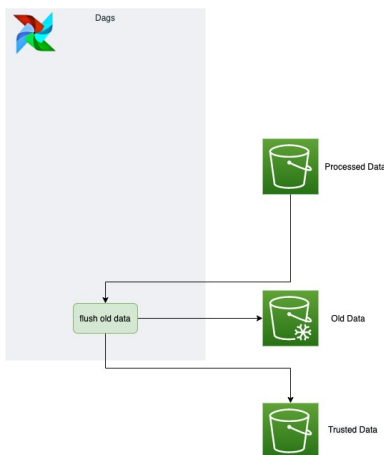 Dags
Processed Data
flush old data
Old Data
Trusted Data